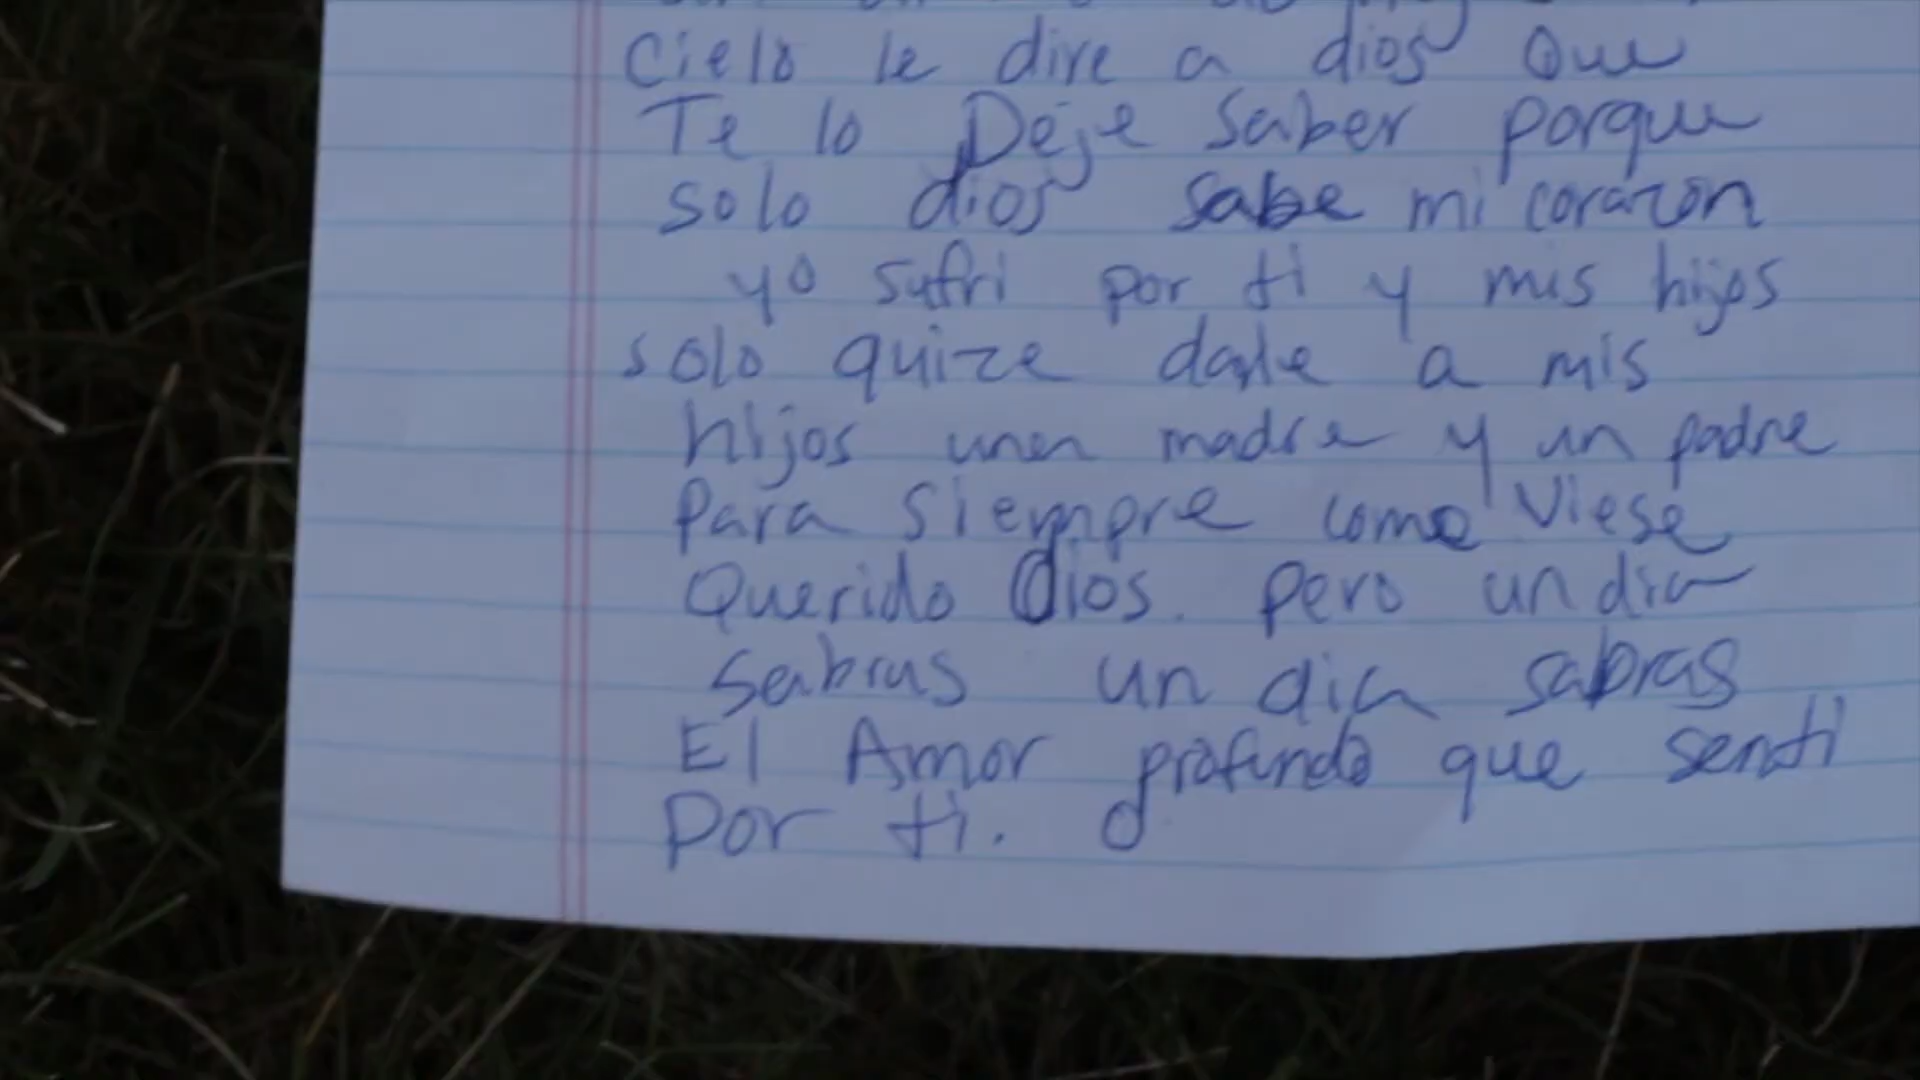 Cielo le dire a dios Que
Te lo Deje saber porque
solo dios sabe mi corazon
yo sufri por ti y mis hijos
solo quize darle a mis
hijos una madre y un padre
Para siempre como viese
Querido Dios. pero un dia
sabras un dia sabras
El Amor profundo que senti
Por ti.